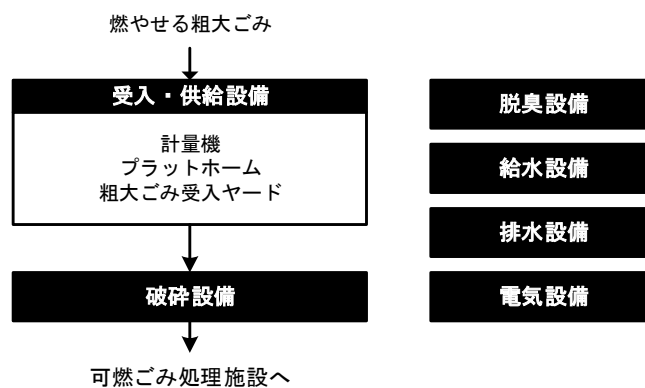 燃やせる粗大ごみ
受入・供給設備
計量機
プラットホーム
粗大ごみ受入ヤード
破砕設備
可燃ごみ処理施設へ
脱臭設備
給水設備
排水設備
電気設備